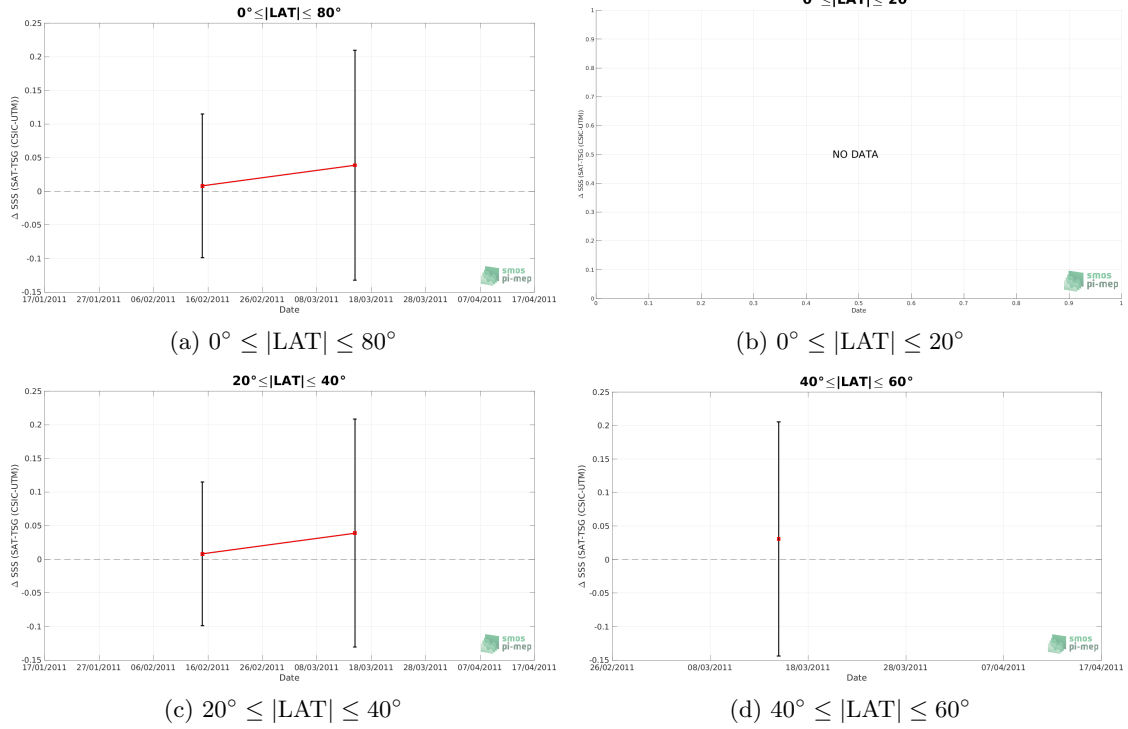 0°≤|LAT|≤ 80°
Δ SSS (SAT-TSG (CSIC-UTM))
0.25
0.2
0.15
0.1
0.05
0
-0.05
-0.1
-0.15
17/01/2011 27/01/2011 06/02/2011 16/02/2011 26/02/2011 08/03/2011 18/03/2011 28/03/2011 07/04/2011 17/04/2011
Date
smos
pi-mep
(a) 0° ≤ |LAT| ≤ 80°
0°≤|LAT|≤ 20°
Δ SSS (SAT-TSG (CSIC-UTM))
1
0.9
0.8
0.7
0.6
0.5
0.4
0.3
0.2
0.1
0
NO DATA
0 0.1 0.2 0.3 0.4 0.5 0.6 0.7 0.8 0.9 1
Date
smos
pi-mep
(b) 0° ≤ |LAT| ≤ 20°
20°≤|LAT|≤ 40°
Δ SSS (SAT-TSG (CSIC-UTM))
0.25
0.2
0.15
0.1
0.05
0
-0.05
-0.1
-0.15
17/01/2011 27/01/2011 06/02/2011 16/02/2011 26/02/2011 08/03/2011 18/03/2011 28/03/2011 07/04/2011 17/04/2011
Date
smos
pi-mep
(c) 20° ≤ |LAT| ≤ 40°
40°≤|LAT|≤ 60°
Δ SSS (SAT-TSG (CSIC-UTM))
0.25
0.2
0.15
0.1
0.05
0
-0.05
-0.1
-0.15
26/02/2011 08/03/2011 18/03/2011 28/03/2011 07/04/2011 17/04/2011
Date
smos
pi-mep
(d) 40° ≤ |LAT| ≤ 60°